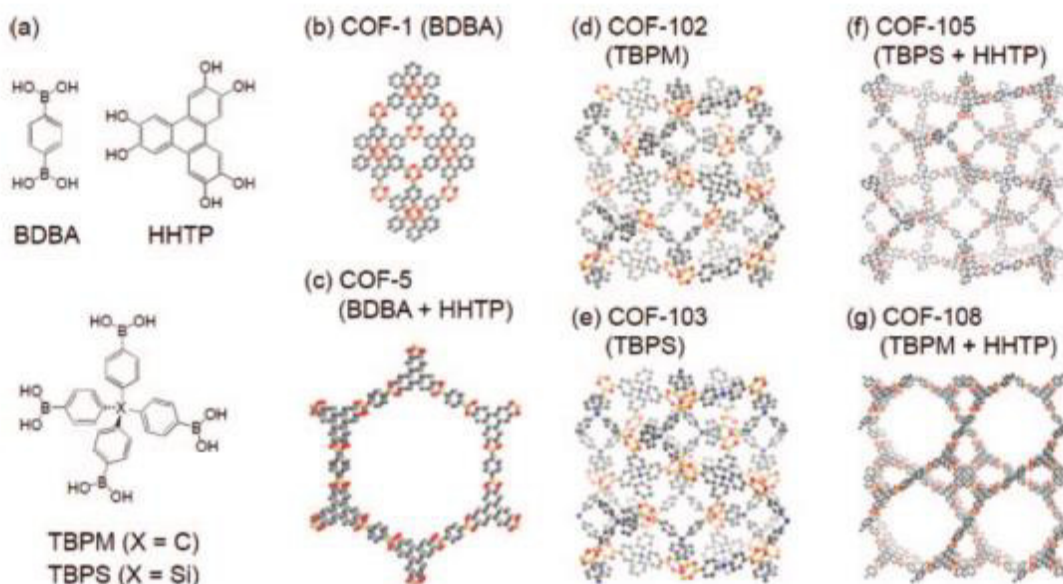 (a)
HO B OH
HO B OH
BDBA
OH
OH
HO
HO
OH
OH
HHTP
HO OH
B
HO B
HO
X
B OH
OH
B
HO OH
TBPM (X = C)
TBPS (X = Si)
(b) COF-1 (BDBA)
(c) COF-5
(BDBA + HHTP)
(d) COF-102
(TBPM)
(e) COF-103
(TBPS)
(f) COF-105
(TBPS + HHTP)
(g) COF-108
(TBPM + HHTP)